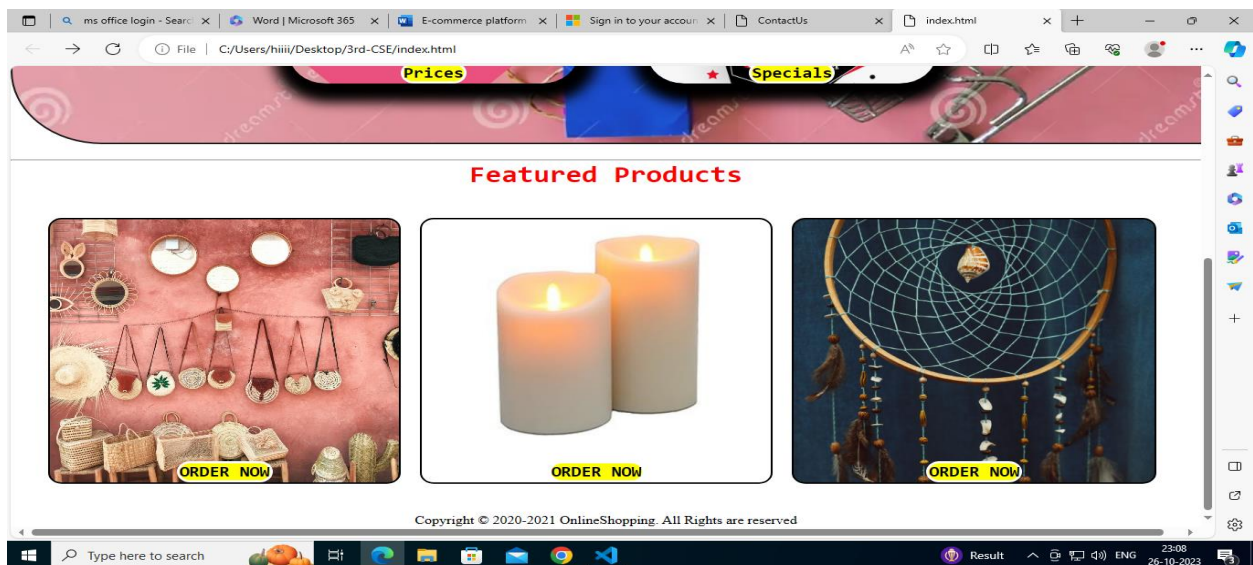 ms office login - Searc
Word | Microsoft 365
E-commerce platform
Sign in to your accoun
ContactUs
index.html
File
C:/Users/hiiii/Desktop/3rd-CSE/index.html
Prices
Specials
Featured Products
ORDER NOW
ORDER NOW
ORDER NOW
Copyright © 2020-2021 OnlineShopping. All Rights are reserved
Type here to search
Result
ENG
23:08
26-10-2023